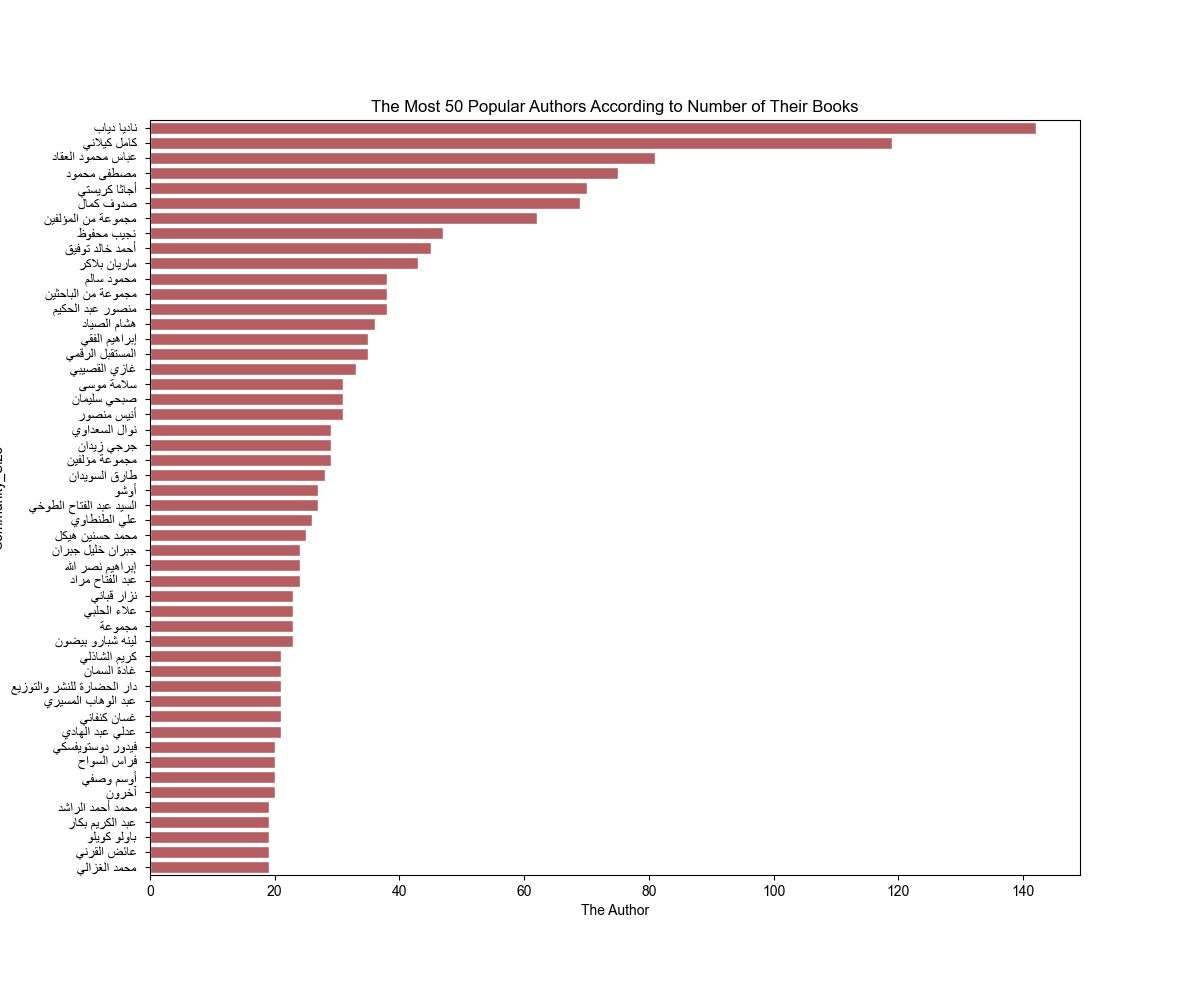 The Most 50 Popular Authors According to Number of Their Books
ناديا دياب
كامل كيلاني
عباس محمود العقاد
مصطفى محمود
أجاثا كريستي
صدوف كمال
مجموعة من المؤلفين
نجيب محفوظ
أحمد خالد توفيق
ماريان بلاكر
محمود سالم
مجموعة من الباحثين
منصور عبد الحكيم
هشام الصياد
إبراهيم الفقي
المستقبل الرقمي
غازي القصيبي
سلامة موسى
صبحي سليمان
أنيس منصور
نوال السعداوي
جرجي زيدان
مجموعة مؤلفين
طارق السويدان
أوشو
السيد عبد الفتاح الطوخي
علي الطنطاوي
محمد حسنين هيكل
جبران خليل جبران
إبراهيم نصر الله
عبد الفتاح مراد
نزار قباني
علاء الحلبي
مجموعة
لينه شبارو بيضون
كريم الشاذلي
غادة السمان
دار الحضارة للنشر والتوزيع
عبد الوهاب المسيري
غسان كنفاني
عدلي عبد الهادي
فيدور دوستويفسكي
فراس السواح
أوسم وصفي
آخرون
محمد أحمد الراشد
عبد الكريم بكار
باولو كويلو
عائض القرني
محمد الغزالي
0 20 40 60 80 100 120 140
The Author